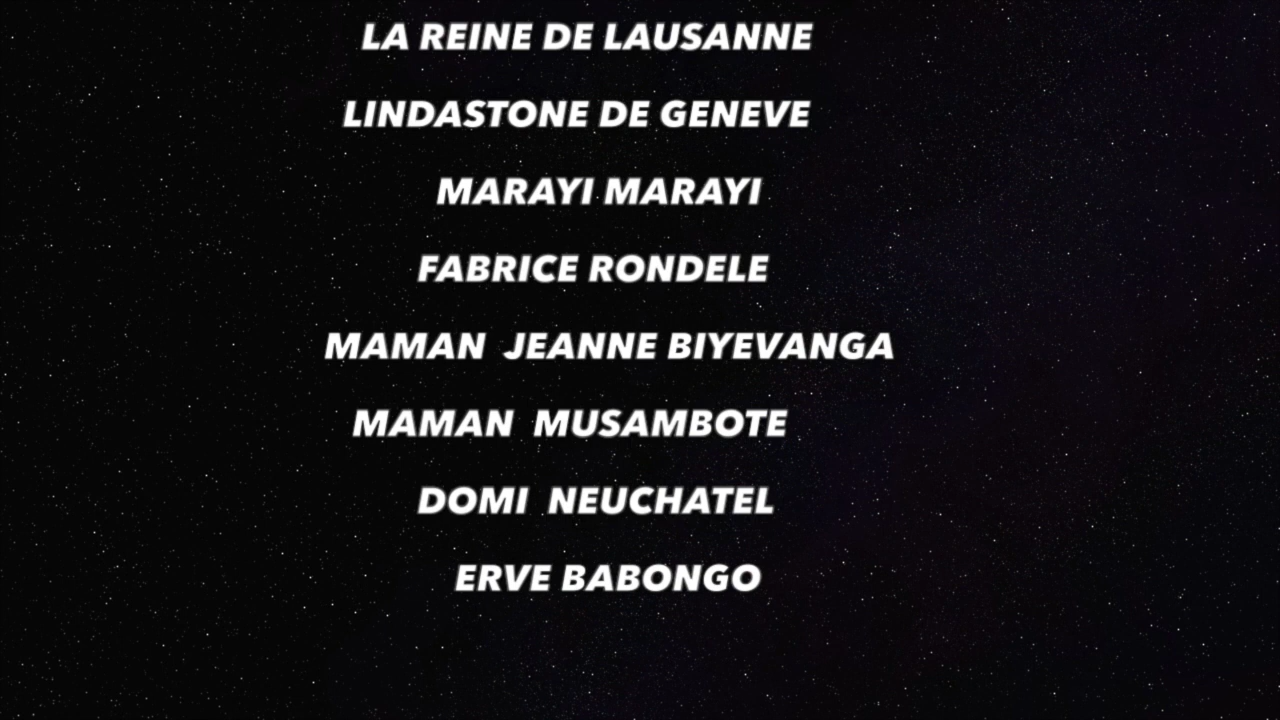 LA REINE DE LAUSANNE
LINDASTONE DE GENEVE
MARAYI MARAYI
FABRICE RONDELE
MAMAN JEANNE BIYEVANGA
MAMAN MUSAMBOTE
DOMI NEUCHATEL
ERVE BABONGO